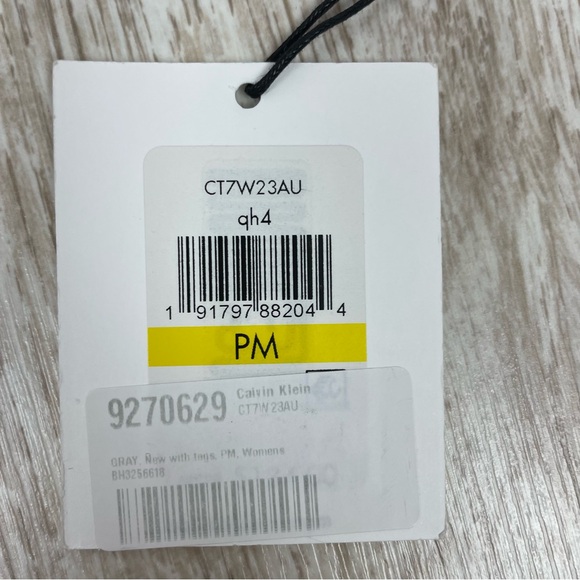 CT7W23AU
qh4
1 91797 88204 4
PM
9270629 Calvin Klein
CT7W23AU
GRAY, New with tags, PM, Womens
BH3256618